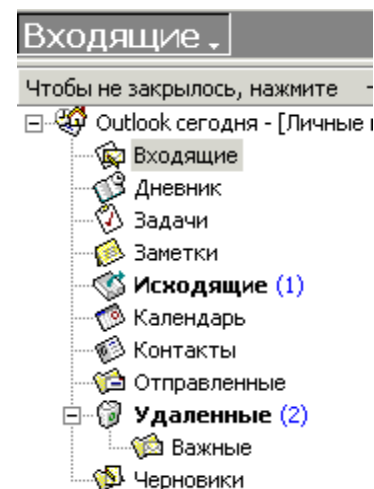 Входящие
Чтобы не закрылось, нажмите
Outlook сегодня - [Личные
Входящие
Дневник
Задачи
Заметки
Исходящие (1)
Календарь
Контакты
Отправленные
Удаленные (2)
Важные
Черновики